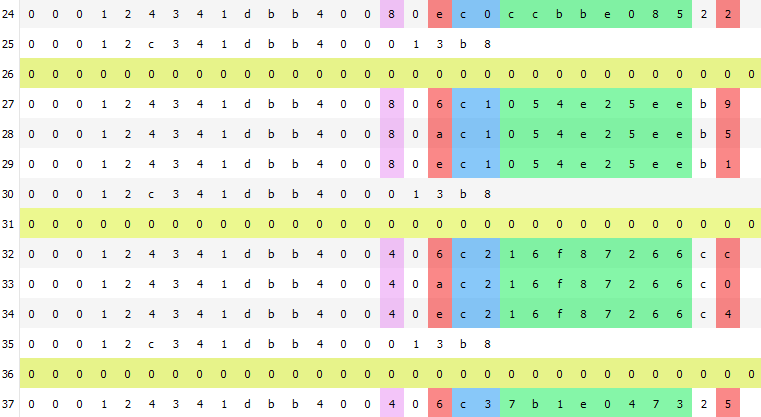 24 0 0 0 1 2 4 3 4 1 d b b 4 0 0 8 0 e c 0 c c b b e 0 8 5 2 2
25 0 0 0 1 2 c 3 4 1 d b b 4 0 0 0 1 3 b 8
26 0 0 0 0 0 0 0 0 0 0 0 0 0 0 0 0 0 0 0 0 0 0 0 0 0 0 0 0 0 0 0
27 0 0 0 1 2 4 3 4 1 d b b 4 0 0 8 0 6 c 1 0 5 4 e 2 5 e e b 9
28 0 0 0 1 2 4 3 4 1 d b b 4 0 0 8 0 a c 1 0 5 4 e 2 5 e e b 5
29 0 0 0 1 2 4 3 4 1 d b b 4 0 0 8 0 e c 1 0 5 4 e 2 5 e e b 1
30 0 0 0 1 2 c 3 4 1 d b b 4 0 0 0 1 3 b 8
31 0 0 0 0 0 0 0 0 0 0 0 0 0 0 0 0 0 0 0 0 0 0 0 0 0 0 0 0 0 0 0
32 0 0 0 1 2 4 3 4 1 d b b 4 0 0 4 0 6 c 2 1 6 f 8 7 2 6 6 c c
33 0 0 0 1 2 4 3 4 1 d b b 4 0 0 4 0 a c 2 1 6 f 8 7 2 6 6 c 0
34 0 0 0 1 2 4 3 4 1 d b b 4 0 0 4 0 e c 2 1 6 f 8 7 2 6 6 c 4
35 0 0 0 1 2 c 3 4 1 d b b 4 0 0 0 1 3 b 8
36 0 0 0 0 0 0 0 0 0 0 0 0 0 0 0 0 0 0 0 0 0 0 0 0 0 0 0 0 0 0 0
37 0 0 0 1 2 4 3 4 1 d b b 4 0 0 4 0 6 c 3 7 b 1 e 0 4 7 3 2 5